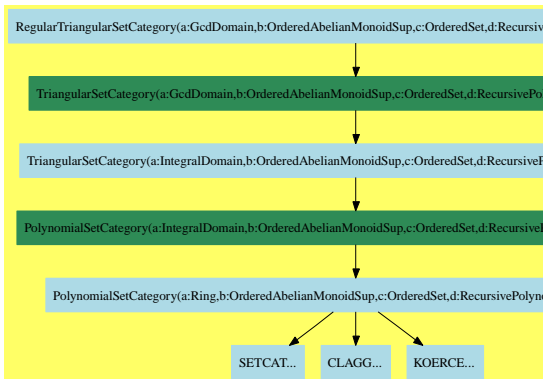 RegularTriangularSetCategory(a:GcdDomain,b:OrderedAbelianMonoidSup,c:OrderedSet,d:Recursive
TriangularSetCategory(a:GcdDomain,b:OrderedAbelianMonoidSup,c:OrderedSet,d:RecursivePo
TriangularSetCategory(a:IntegralDomain,b:OrderedAbelianMonoidSup,c:OrderedSet,d:RecursiveP
PolynomialSetCategory(a:IntegralDomain,b:OrderedAbelianMonoidSup,c:OrderedSet,d:RecursiveP
PolynomialSetCategory(a:Ring,b:OrderedAbelianMonoidSup,c:OrderedSet,d:RecursivePolyno
SETCAT... CLAGG... KOERCE...